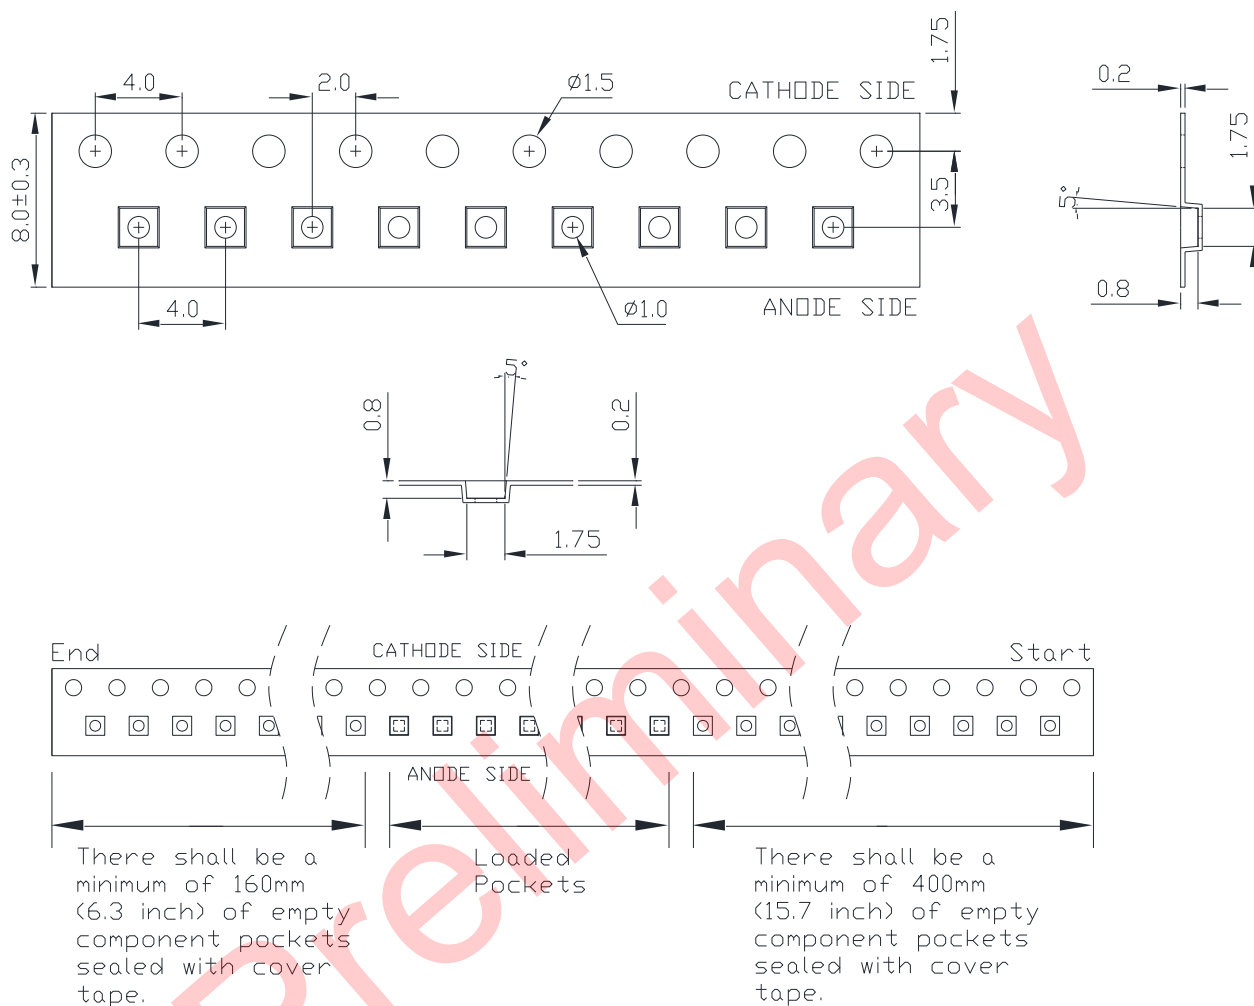 1.75
4.0
2.0
ø1.5
CATHODE SIDE
0.2
8.0±0.3
3.5
1.75
5°
4.0
ø1.0
ANODE SIDE
0.8
5°
0.8
0.2
1.75
End
CATHODE SIDE
Start
ANODE SIDE
There shall be a
minimum of 160mm
(6.3 inch) of empty
component pockets
sealed with cover
tape.
Loaded
Pockets
There shall be a
minimum of 400mm
(15.7 inch) of empty
component pockets
sealed with cover
tape.
Preliminary